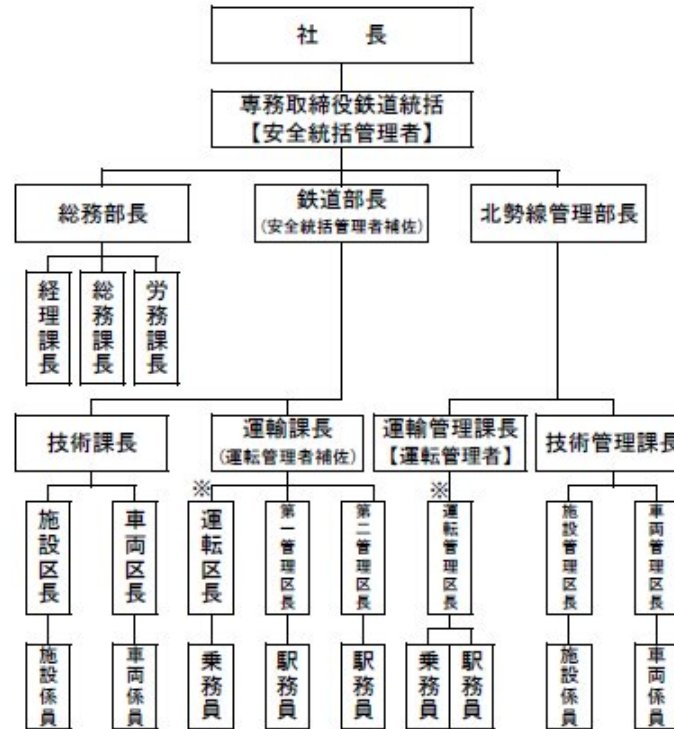 社　　長
専務取締役鉄道統括
【安全統括管理者】
総務部長
鉄道部長
(安全統括管理者補佐)
北勢線管理部長
経理課長
総務課長
労務課長
技術課長
運輸課長
(運転管理者補佐)
運輸管理課長
【運転管理者】
技術管理課長
施設区長
車両区長
※
運転区長
第一管理区長
第二管理区長
※
運転管理区長
施設管理区長
車両管理区長
施設係員
車両係員
乗務員
駅務員
駅務員
乗務員
駅務員
施設係員
車両係員